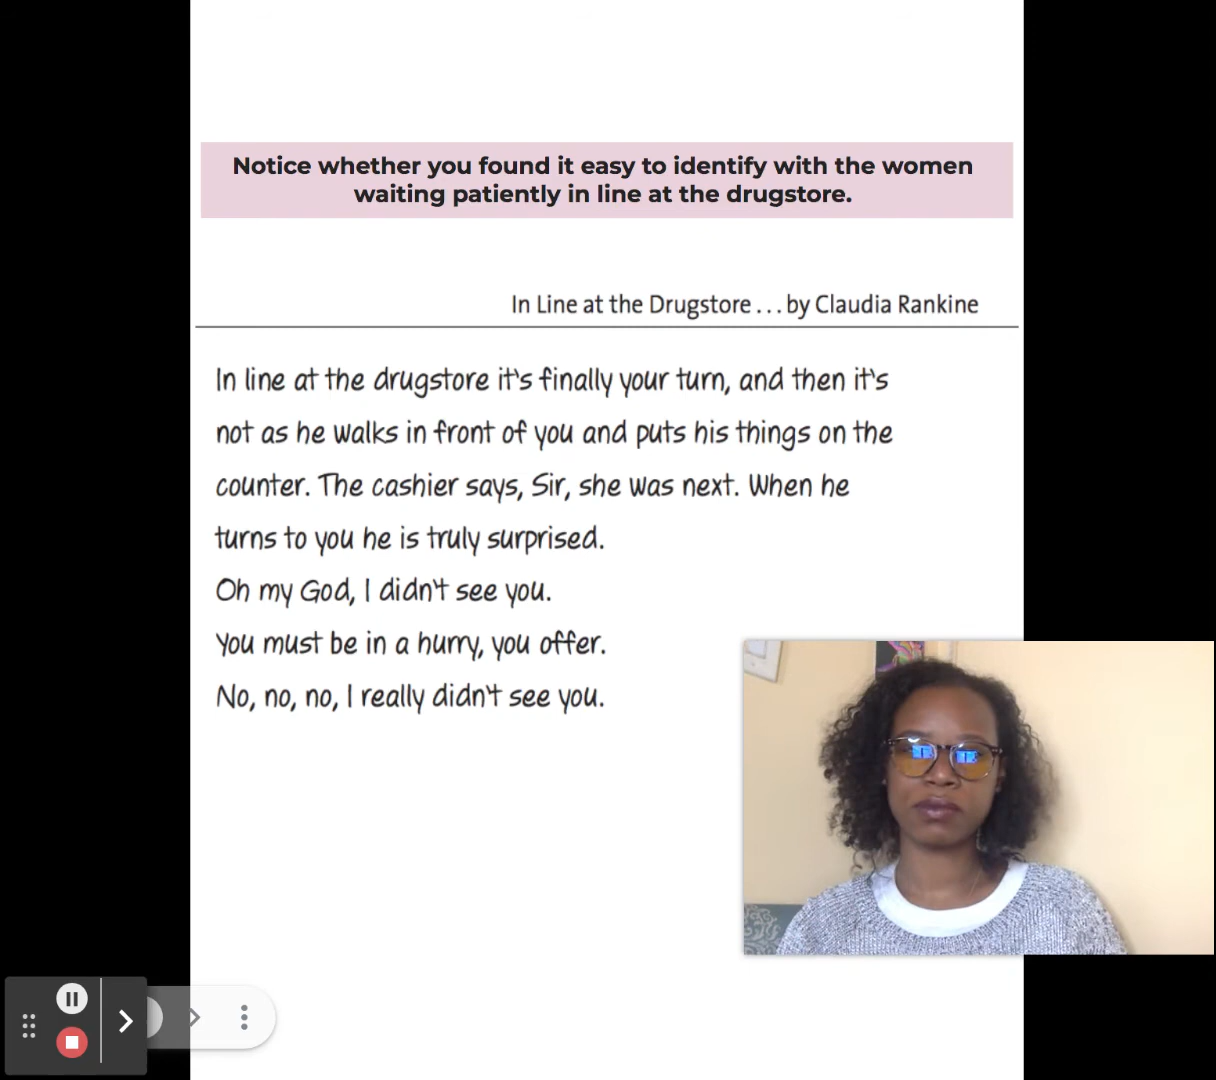 Notice whether you found it easy to identify with the women
waiting patiently in line at the drugstore.
In Line at the Drugstore . . . by Claudia Rankine
In line at the drugstore it's finally your turn, and then it's
not as he walks in front of you and puts his things on the
counter. The cashier says, Sir, she was next. When he
turns to you he is truly surprised.
Oh my God, I didn't see you.
You must be in a hurry, you offer.
No, no, no, I really didn't see you.